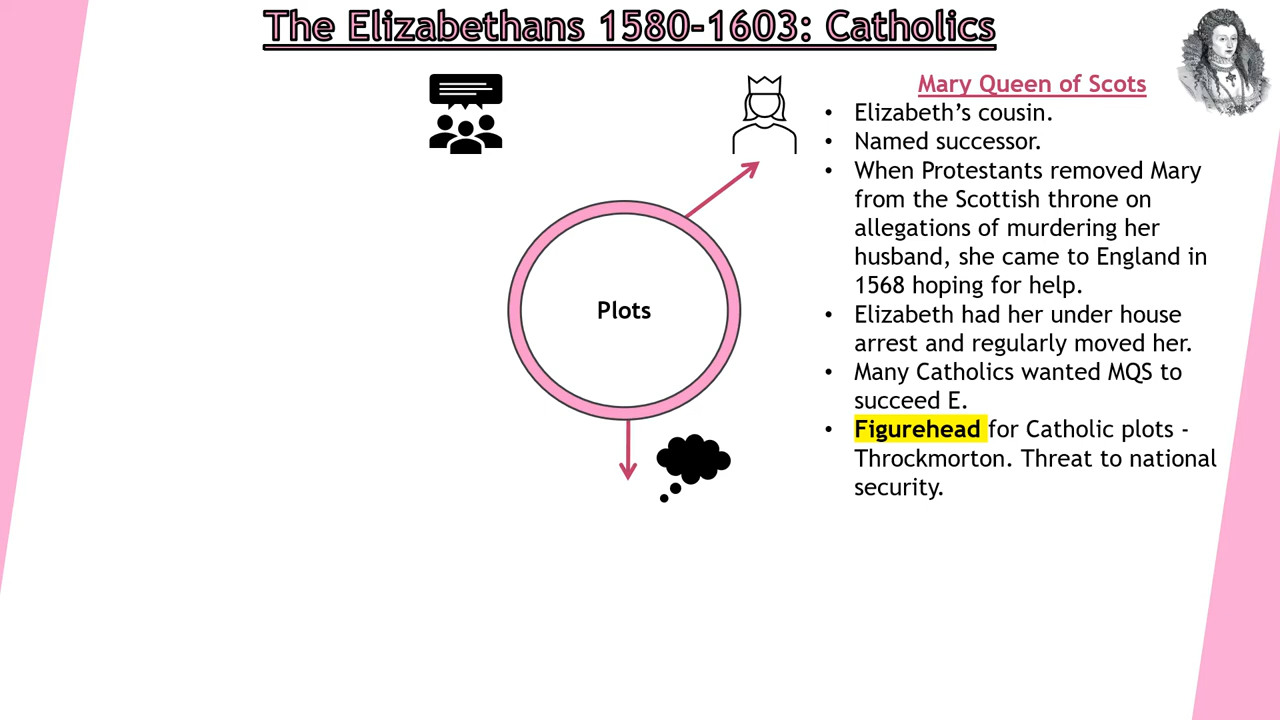 The Elizabethans 1580-1603: Catholics
Mary Queen of Scots
• Elizabeth’s cousin.
• Named successor.
• When Protestants removed Mary
from the Scottish throne on
allegations of murdering her
husband, she came to England in
1568 hoping for help.
• Elizabeth had her under house
arrest and regularly moved her.
• Many Catholics wanted MQS to
succeed E.
• Figurehead for Catholic plots -
Throckmorton. Threat to national
security.
Plots